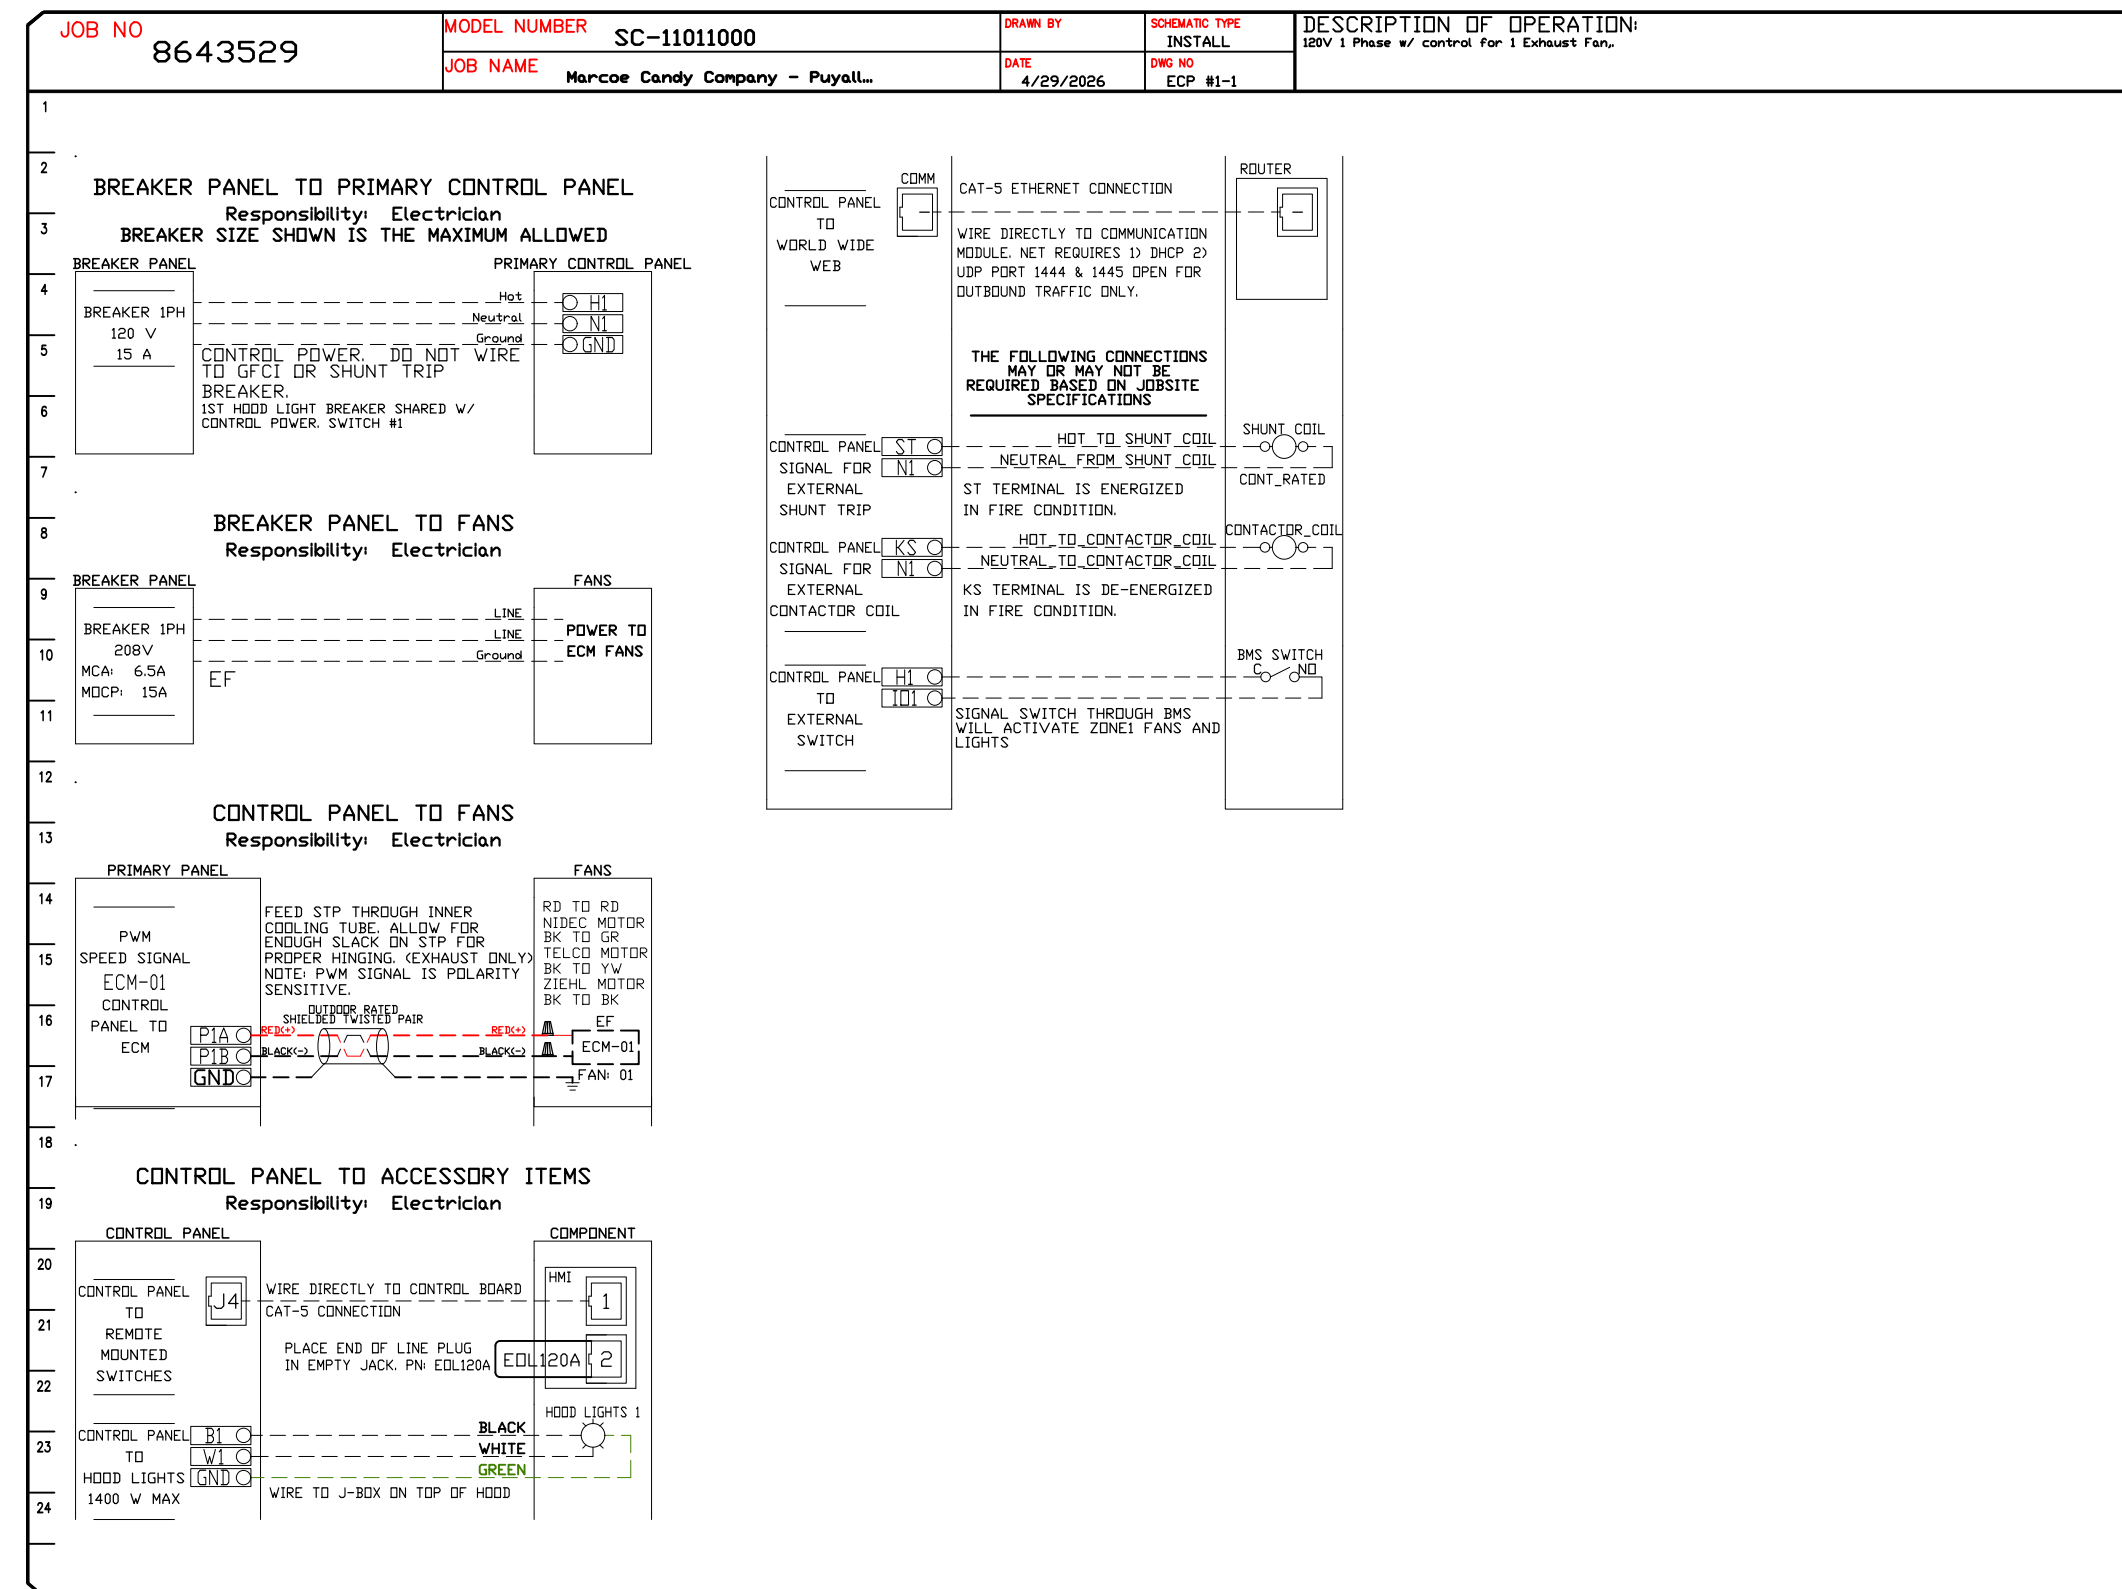 JOB NO
8643529
MODEL NUMBER
SC-11011000
JOB NAME
Marcoe Candy Company - Puyall...
DRAWN BY
SCHEMATIC TYPE
INSTALL
DATE
4/29/2026
DWG NO
ECP #1-1
DESCRIPTION OF OPERATION:
120V 1 Phase w/ control for 1 Exhaust Fan,.
1
2
3
4
5
6
7
8
9
10
11
12
13
14
15
16
17
18
19
20
21
22
23
24
BREAKER PANEL TO PRIMARY CONTROL PANEL
Responsibility: Electrician
BREAKER SIZE SHOWN IS THE MAXIMUM ALLOWED
BREAKER PANEL
PRIMARY CONTROL PANEL
BREAKER 1PH
120 V
15 A
Hot
H1
Neutral
N1
Ground
GND
CONTROL POWER. DO NOT WIRE
TO GFCI OR SHUNT TRIP
BREAKER.
1ST HOOD LIGHT BREAKER SHARED W/
CONTROL POWER. SWITCH #1
BREAKER PANEL TO FANS
Responsibility: Electrician
BREAKER PANEL
FANS
BREAKER 1PH
208V
MCA: 6.5A
MOCP: 15A
EF
LINE
LINE
Ground
POWER TO
ECM FANS
CONTROL PANEL TO FANS
Responsibility: Electrician
PRIMARY PANEL
FANS
PWM
SPEED SIGNAL
ECM-01
CONTROL
PANEL TO
ECM
FEED STP THROUGH INNER
COOLING TUBE. ALLOW FOR
ENOUGH SLACK ON STP FOR
PROPER HINGING. (EXHAUST ONLY)
NOTE: PWM SIGNAL IS POLARITY
SENSITIVE.
OUTDOOR RATED
SHIELDED TWISTED PAIR
RD TO RD
NIDEC MOTOR
BK TO GR
TELCO MOTOR
BK TO YW
ZIEHL MOTOR
BK TO BK
EF
P1A
RED(+)
RED(+)
P1B
BLACK(-)
BLACK(-)
ECM-01
GND
FAN: 01
CONTROL PANEL TO ACCESSORY ITEMS
Responsibility: Electrician
CONTROL PANEL
COMPONENT
CONTROL PANEL
TO
REMOTE
MOUNTED
SWITCHES
J4
WIRE DIRECTLY TO CONTROL BOARD
CAT-5 CONNECTION
HMI
1
PLACE END OF LINE PLUG
IN EMPTY JACK. PN: EOL120A
EOL120A
2
HOOD LIGHTS 1
CONTROL PANEL
TO
HOOD LIGHTS
1400 W MAX
B1
BLACK
W1
WHITE
GND
GREEN
WIRE TO J-BOX ON TOP OF HOOD
CONTROL PANEL
TO
WORLD WIDE
WEB
COMM
CAT-5 ETHERNET CONNECTION
ROUTER
WIRE DIRECTLY TO COMMUNICATION
MODULE. NET REQUIRES 1) DHCP 2)
UDP PORT 1444 & 1445 OPEN FOR
OUTBOUND TRAFFIC ONLY.
THE FOLLOWING CONNECTIONS
MAY OR MAY NOT BE
REQUIRED BASED ON JOBSITE
SPECIFICATIONS
CONTROL PANEL
SIGNAL FOR
EXTERNAL
SHUNT TRIP
ST
N1
HOT TO SHUNT COIL
NEUTRAL FROM SHUNT COIL
SHUNT COIL
CONT_RATED
ST TERMINAL IS ENERGIZED
IN FIRE CONDITION.
CONTROL PANEL
SIGNAL FOR
EXTERNAL
CONTACTOR COIL
KS
N1
HOT_TO_CONTACTOR_COIL
NEUTRAL_TO_CONTACTOR_COIL
CONTACTOR_COIL
KS TERMINAL IS DE-ENERGIZED
IN FIRE CONDITION.
CONTROL PANEL
TO
EXTERNAL
SWITCH
H1
IO1
BMS SWITCH
C
NO
SIGNAL SWITCH THROUGH BMS
WILL ACTIVATE ZONE1 FANS AND
LIGHTS